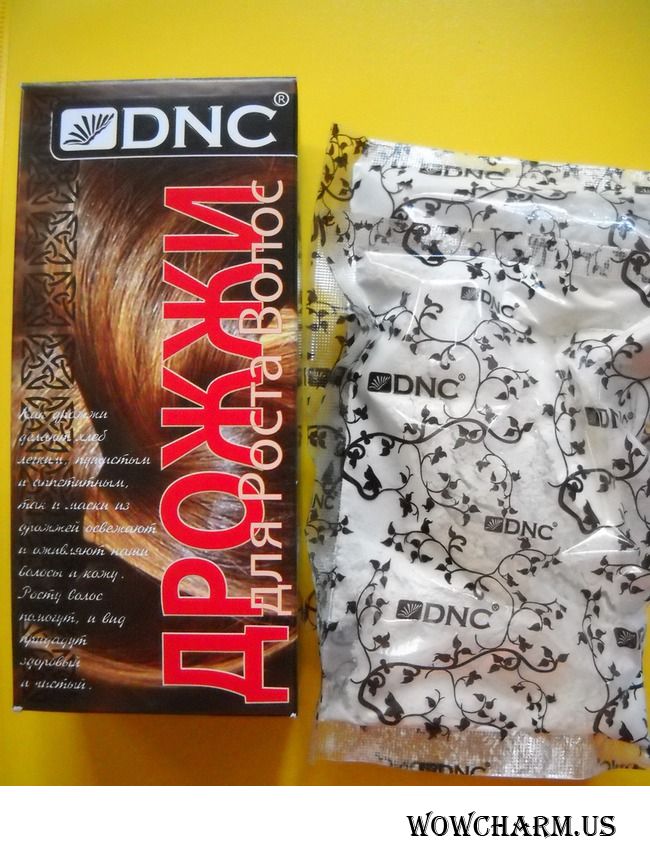 DNC®
ДРОЖЖИ
Для Роста Волос
Как дрожжи
делают хлеб
легким, пушистым
и аппетитным,
так и маски из
дрожжей освежают
и оживляют наши
волосы и кожу.
Росту волос
помогут, и вид
придадут
здоровый
и чистый.
DNC
DNC®
DNC®
DNC®
DNC®
DNC
WOWCHARM.US